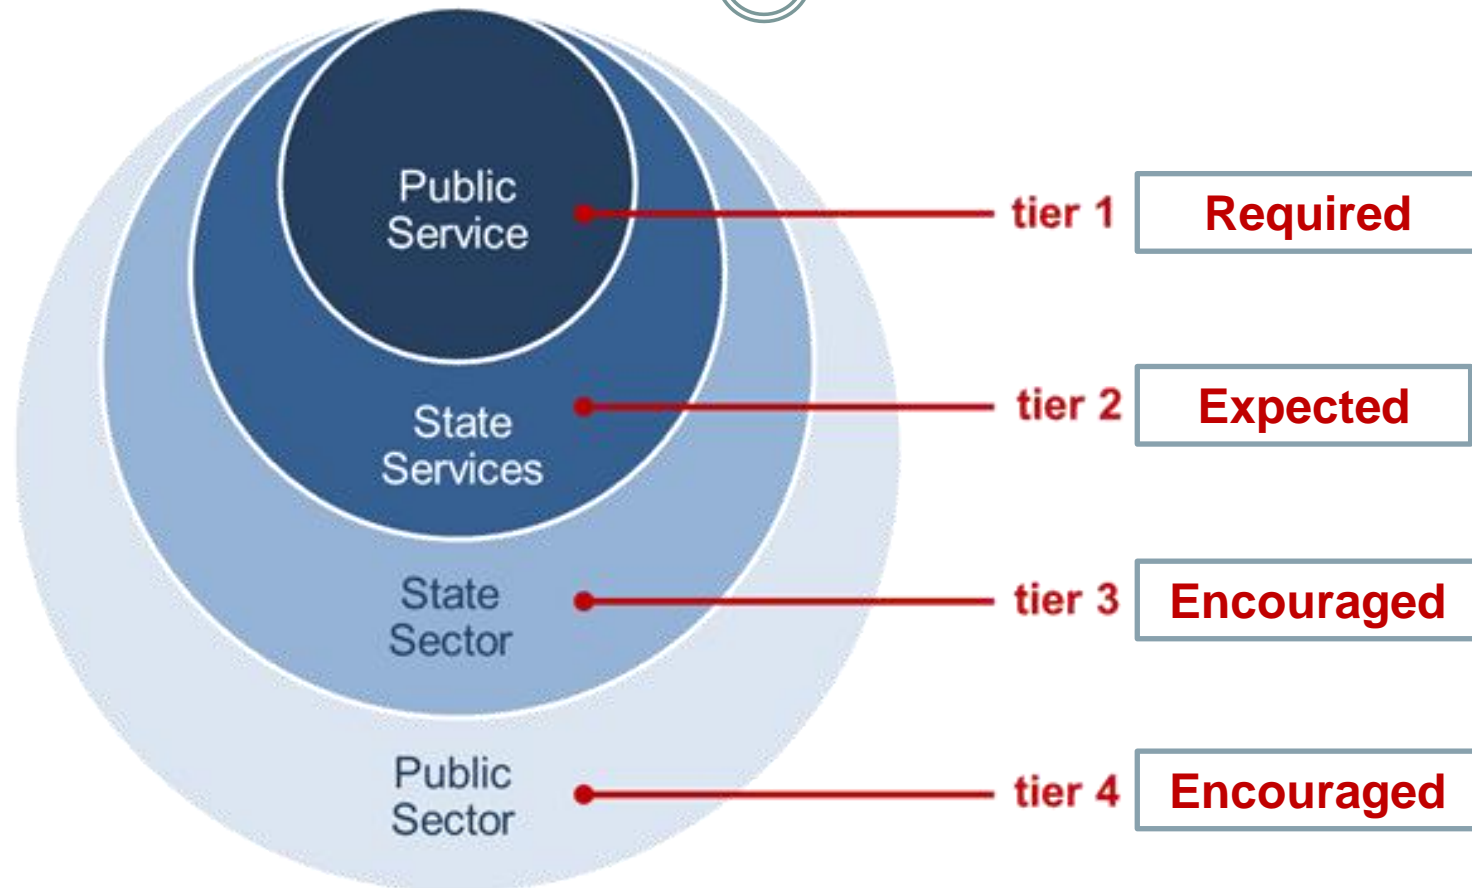 Public
Service
tier 1
Required
State
Services
tier 2
Expected
State
Sector
tier 3
Encouraged
Public
Sector
tier 4
Encouraged